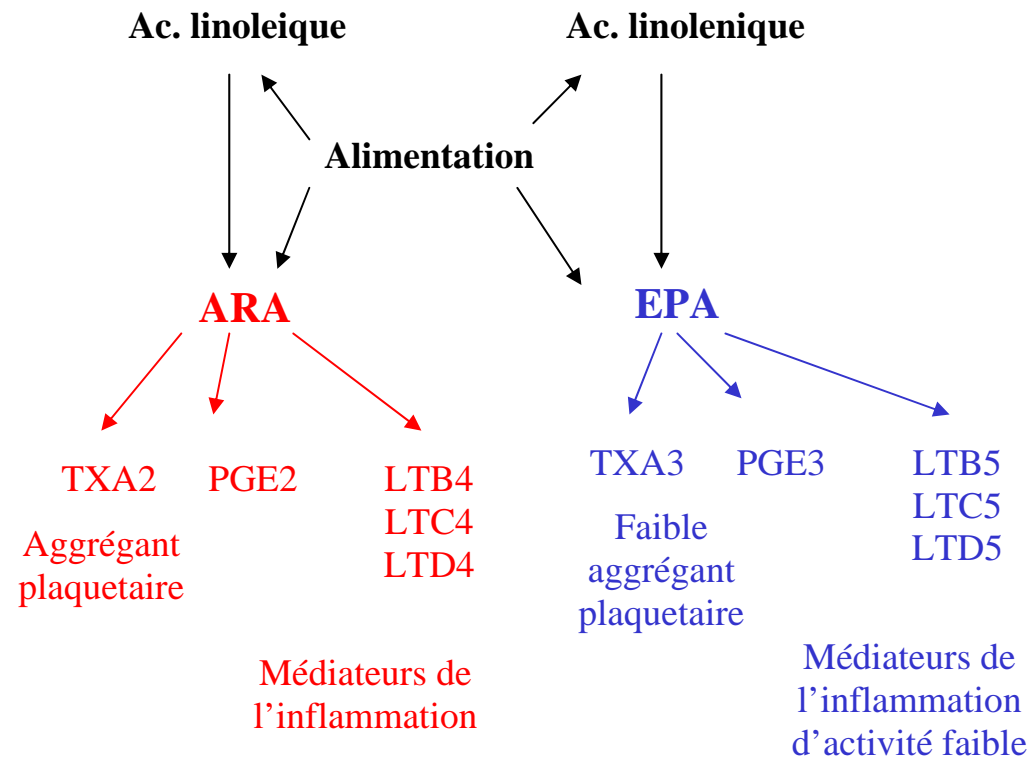 Ac. linoleique
Ac. linolenique
Alimentation
ARA
EPA
TXA2
PGE2
LTB4
LTC4
LTD4
Aggrégant
plaquetaire
Médiateurs de
l’inflammation
TXA3
PGE3
LTB5
LTC5
LTD5
Faible
aggrégant
plaquetaire
Médiateurs de
l’inflammation
d’activité faible